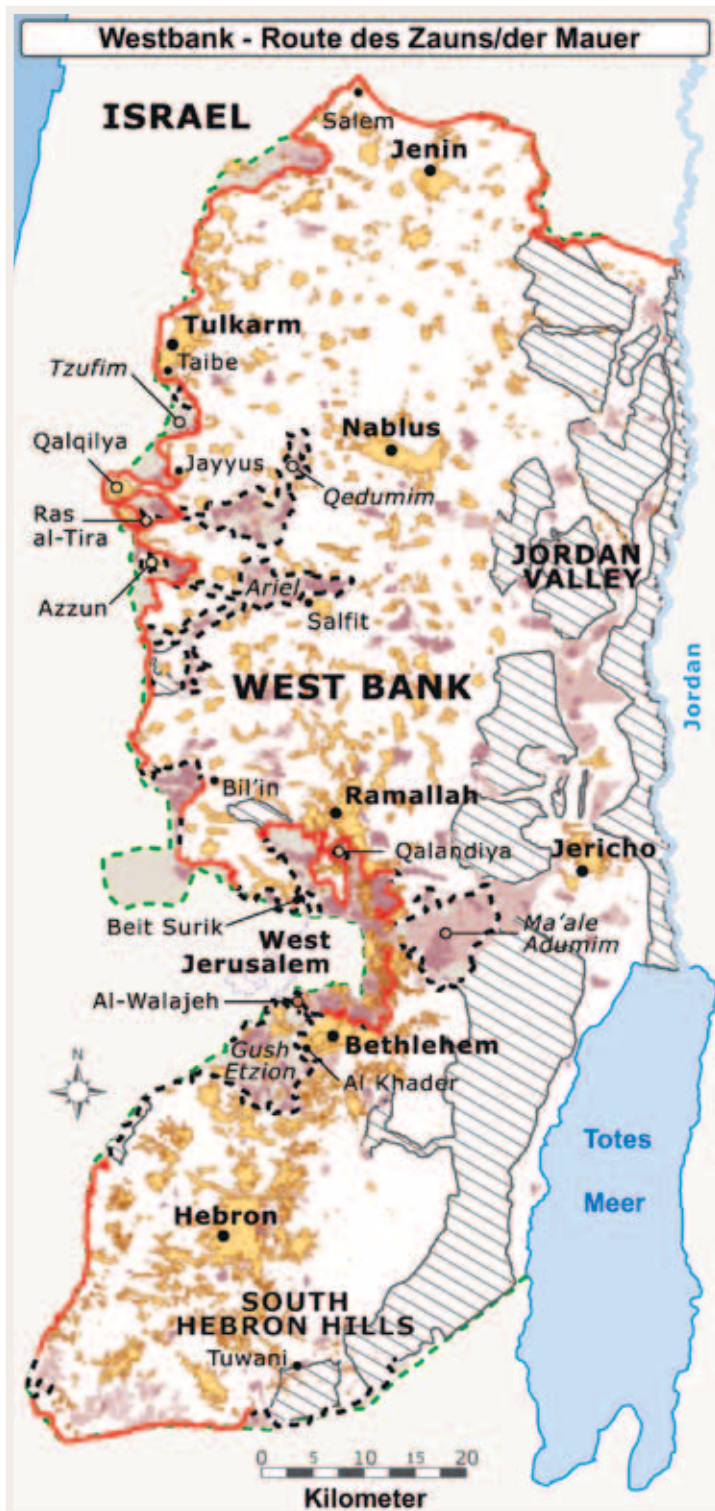 Westbank - Route des Zauns/der Mauer
ISRAEL
Salem
Jenin
Tulkarm
Taibe
Tzufim
Nablus
Qalqilya
Jayyus
Qedumim
Ras
al-Tira
JORDAN
VALLEY
Ariel
Azzun
Salfit
WEST BANK
Jordan
Bil'in
Ramallah
Qalandiya
Jericho
Beit Surik
Ma'ale
Adumim
West
Jerusalem
Al-Walajeh
Bethlehem
Gush
Etzion
Al Khader
N
Totes
Meer
Hebron
SOUTH
HEBRON HILLS
Tuwani
0 5 10 15 20
Kilometer